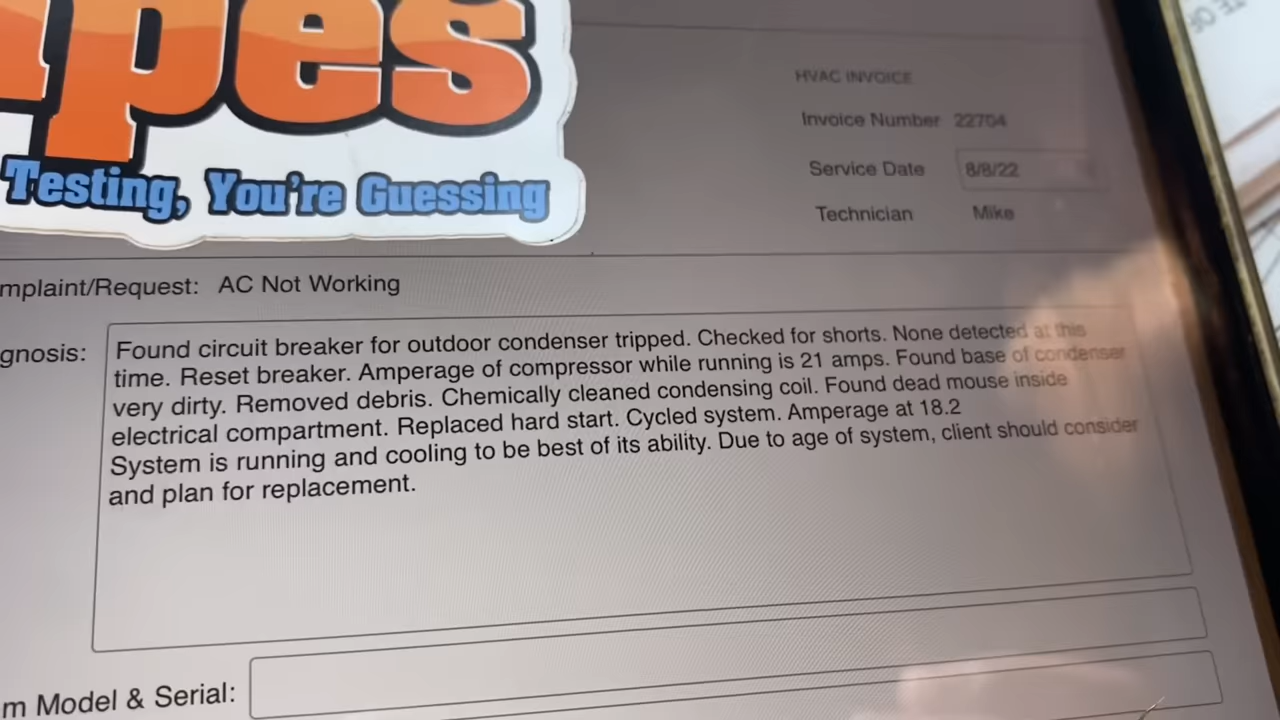 pes
Testing, You're Guessing
HVAC INVOICE
Invoice Number 22704
Service Date 8/8/22
Technician Mike
mplaint/Request: AC Not Working
gnosis: Found circuit breaker for outdoor condenser tripped. Checked for shorts. None detected at this
time. Reset breaker. Amperage of compressor while running is 21 amps. Found base of condenser
very dirty. Removed debris. Chemically cleaned condensing coil. Found dead mouse inside
electrical compartment. Replaced hard start. Cycled system. Amperage at 18.2
System is running and cooling to be best of its ability. Due to age of system, client should consider
and plan for replacement.
m Model & Serial: